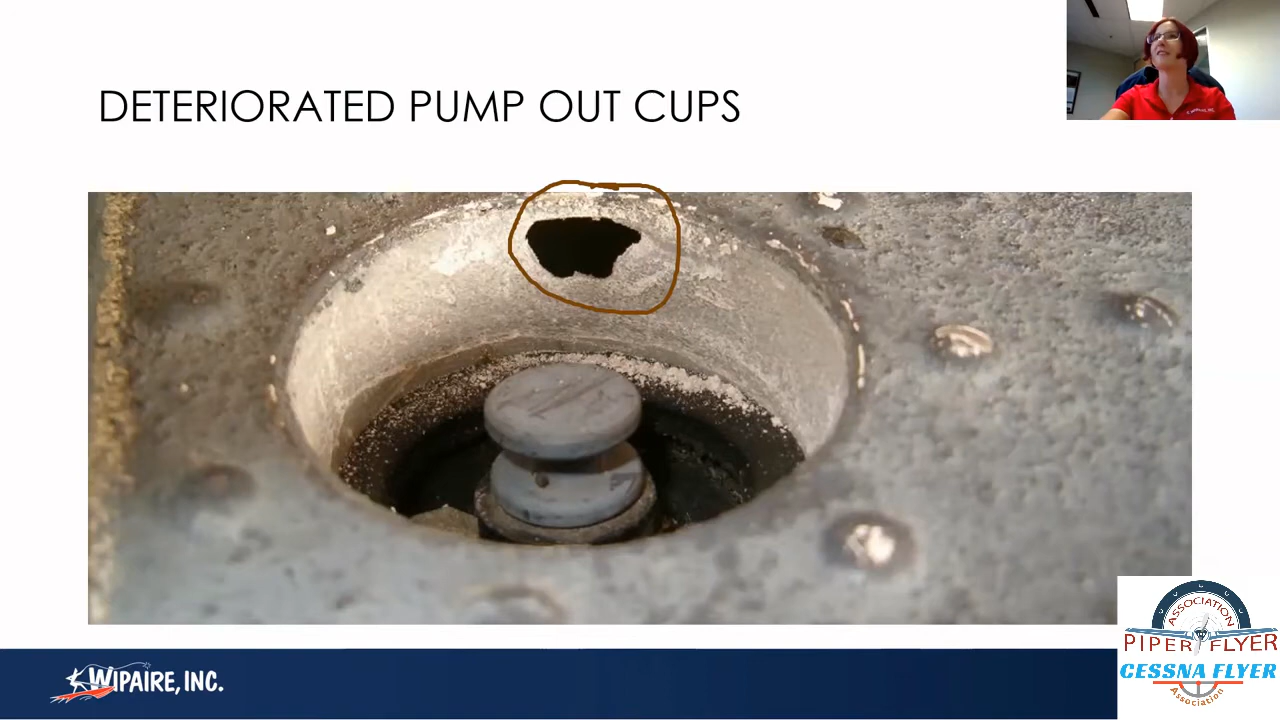 DETERIORATED PUMP OUT CUPS
WIPAIRE, INC.
ASSOCIATION
PIPER FLYER
CESSNA FLYER
Association